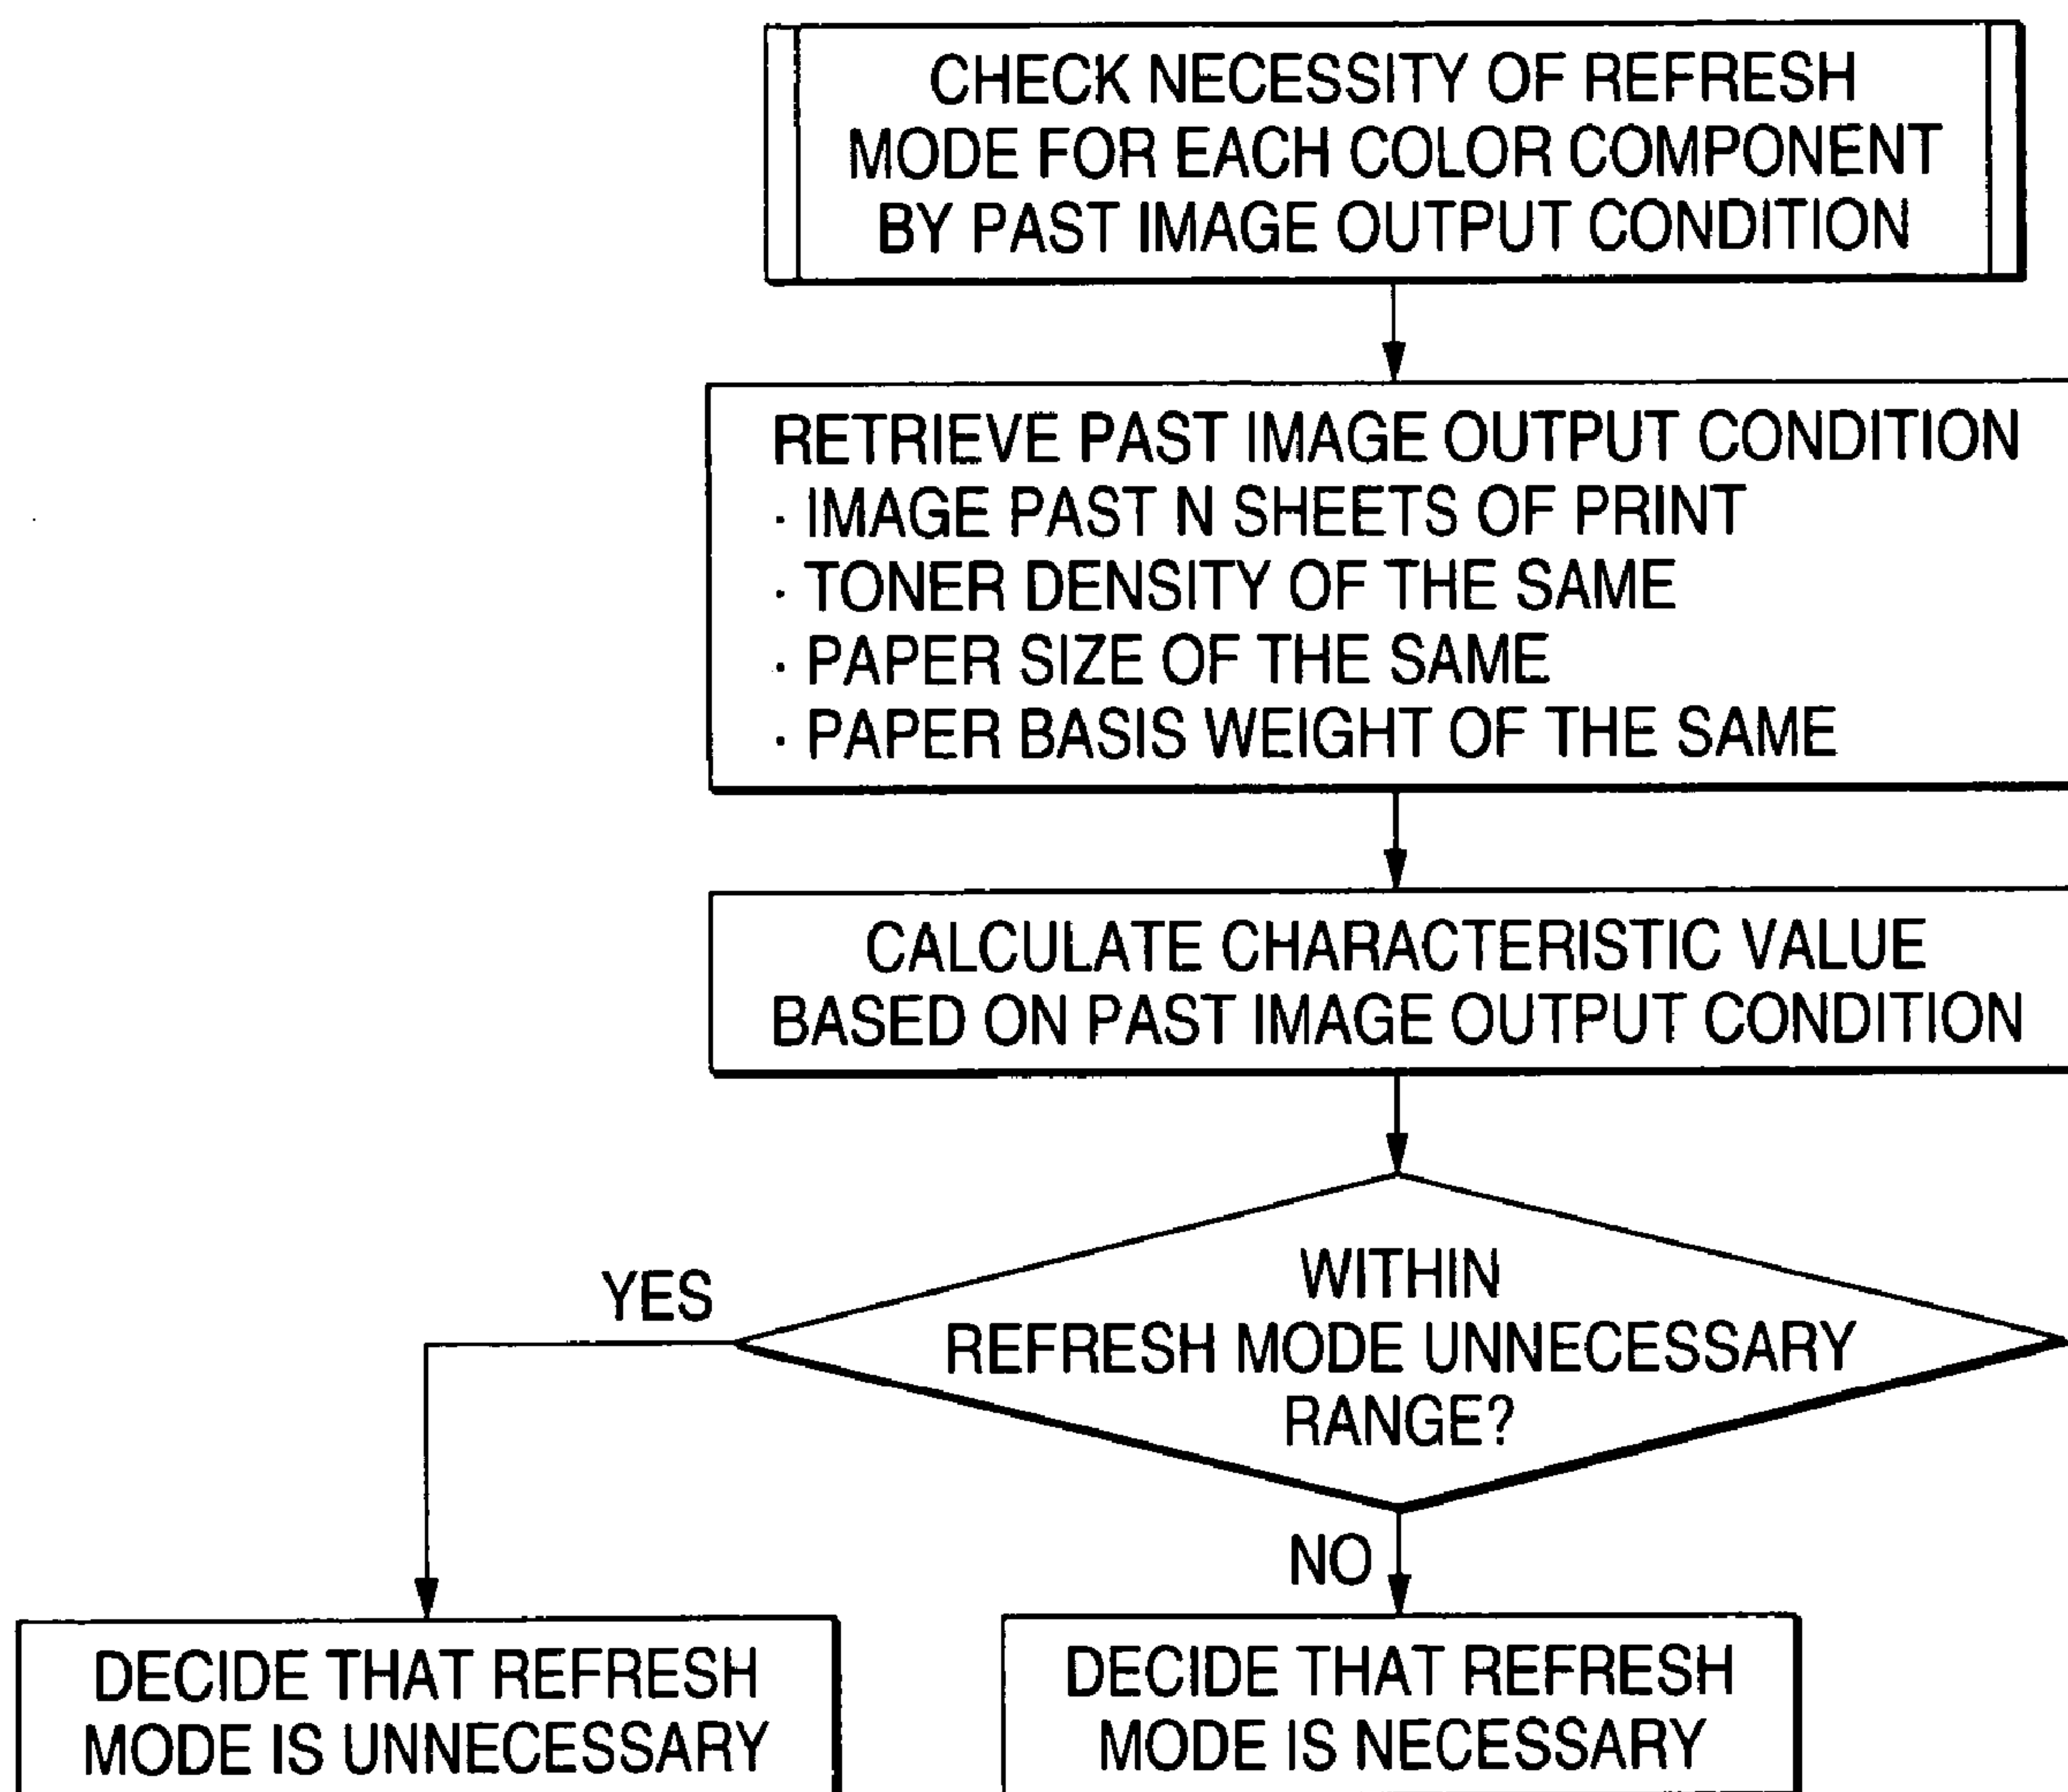 CHECK NECESSITY OF REFRESH
MODE FOR EACH COLOR COMPONENT
BY PAST IMAGE OUTPUT CONDITION
RETRIEVE PAST IMAGE OUTPUT CONDITION
· IMAGE PAST N SHEETS OF PRINT
· TONER DENSITY OF THE SAME
· PAPER SIZE OF THE SAME
· PAPER BASIS WEIGHT OF THE SAME
CALCULATE CHARACTERISTIC VALUE
BASED ON PAST IMAGE OUTPUT CONDITION
WITHIN
REFRESH MODE UNNECESSARY
RANGE?
YES
NO
DECIDE THAT REFRESH
MODE IS UNNECESSARY
DECIDE THAT REFRESH
MODE IS NECESSARY